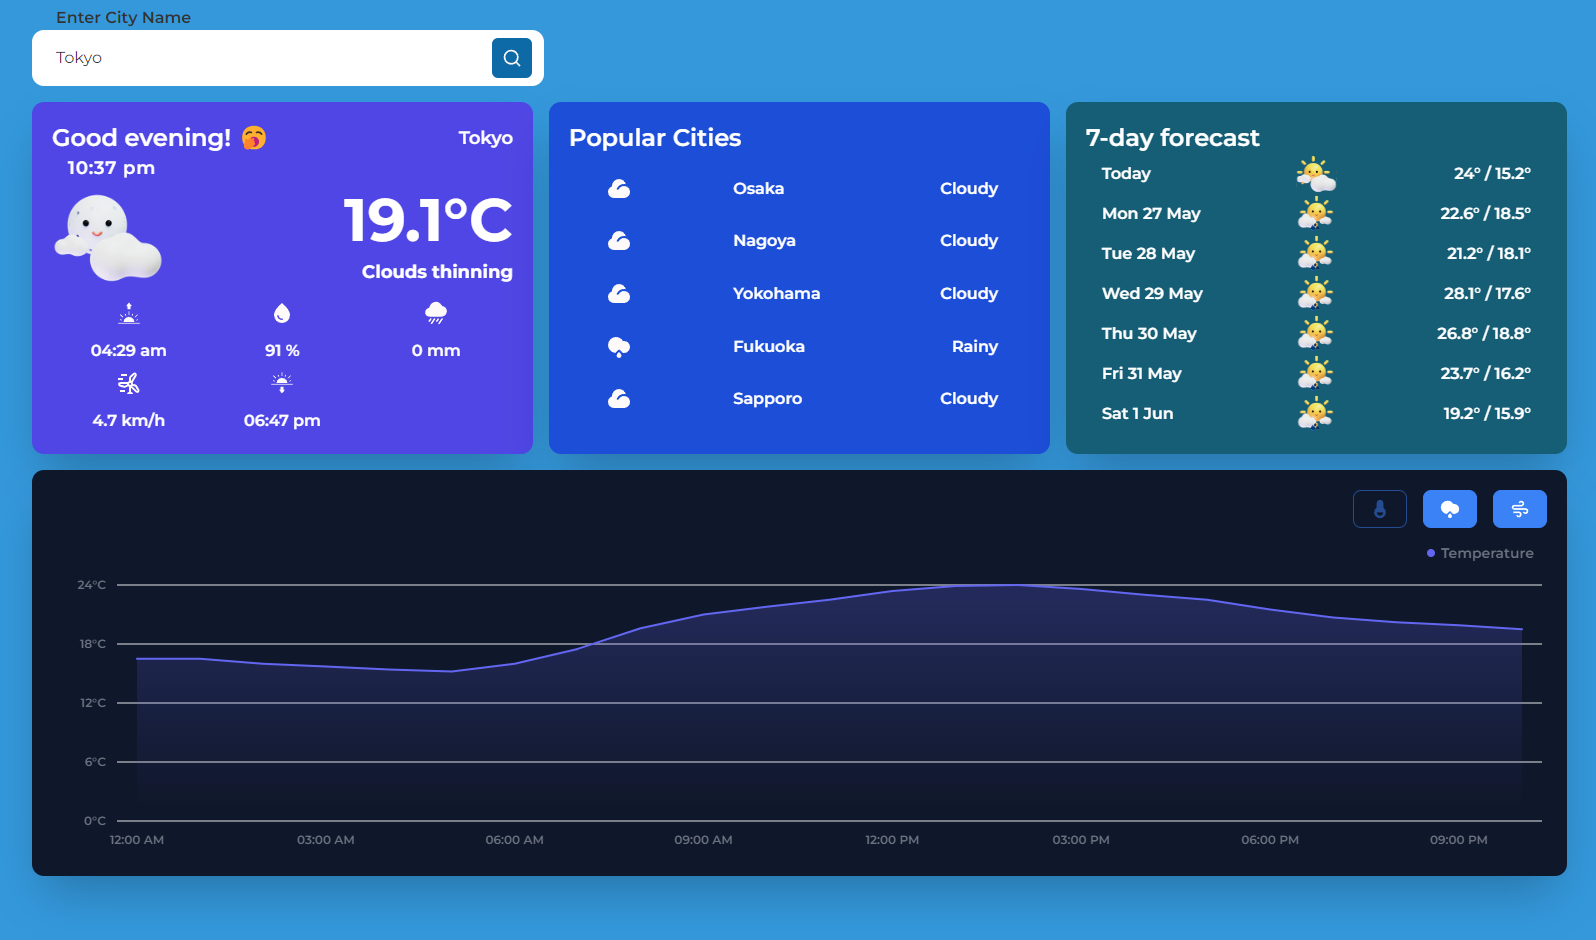 Enter City Name
Tokyo
Good evening!
Tokyo
10:37 pm
19.1°C
Clouds thinning
04:29 am
91 %
0 mm
4.7 km/h
06:47 pm
Popular Cities
Osaka Cloudy
Nagoya Cloudy
Yokohama Cloudy
Fukuoka Rainy
Sapporo Cloudy
7-day forecast
Today 24° / 15.2°
Mon 27 May 22.6° / 18.5°
Tue 28 May 21.2° / 18.1°
Wed 29 May 28.1° / 17.6°
Thu 30 May 26.8° / 18.8°
Fri 31 May 23.7° / 16.2°
Sat 1 Jun 19.2° / 15.9°
Temperature
24°C
18°C
12°C
6°C
0°C
12:00 AM 03:00 AM 06:00 AM 09:00 AM 12:00 PM 03:00 PM 06:00 PM 09:00 PM